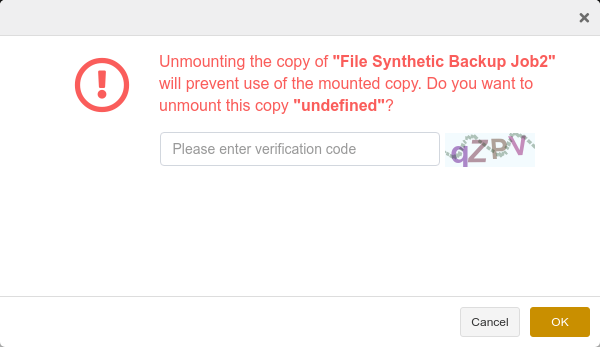 Unmounting the copy of "File Synthetic Backup Job2"
will prevent use of the mounted copy. Do you want to
unmount this copy "undefined"?
Please enter verification code
qZPV
Cancel
OK